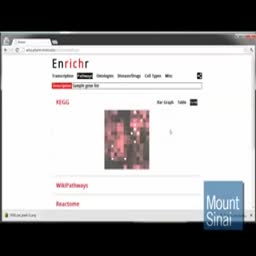 Enrichr
Transcription Pathways Ontologies Disease/Drugs Cell Types Misc
Description Sample gene list
KEGG
Bar Graph Table Grid
WikiPathways
Reactome
Mount
Sinai